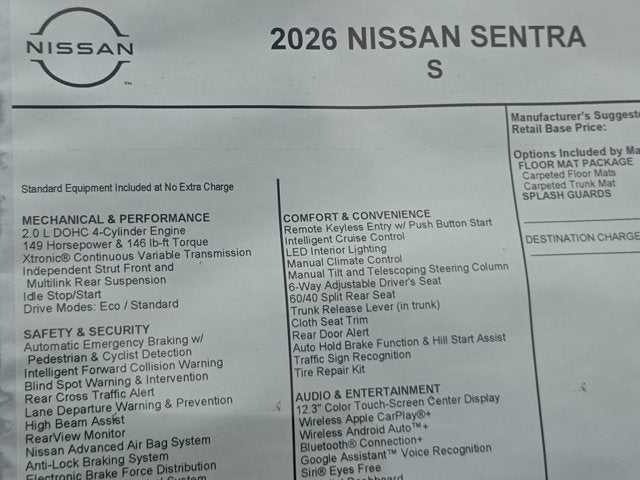 NISSAN
2026 NISSAN SENTRA
S
Standard Equipment Included at No Extra Charge
MECHANICAL & PERFORMANCE
2.0 L DOHC 4-Cylinder Engine
149 Horsepower & 146 lb-ft Torque
Xtronic® Continuous Variable Transmission
Independent Strut Front and
Multilink Rear Suspension
Idle Stop/Start
Drive Modes: Eco / Standard
SAFETY & SECURITY
Automatic Emergency Braking w/
Pedestrian & Cyclist Detection
Intelligent Forward Collision Warning
Blind Spot Warning & Intervention
Rear Cross Traffic Alert
Lane Departure Warning & Prevention
High Beam Assist
RearView Monitor
Nissan Advanced Air Bag System
Anti-Lock Braking System
Electronic Brake Force Distribution
COMFORT & CONVENIENCE
Remote Keyless Entry w/ Push Button Start
Intelligent Cruise Control
LED Interior Lighting
Manual Climate Control
Manual Tilt and Telescoping Steering Column
6-Way Adjustable Driver's Seat
60/40 Split Rear Seat
Trunk Release Lever (in trunk)
Cloth Seat Trim
Rear Door Alert
Auto Hold Brake Function & Hill Start Assist
Traffic Sign Recognition
Tire Repair Kit
AUDIO & ENTERTAINMENT
12.3" Color Touch-Screen Center Display
Wireless Apple CarPlay®+
Wireless Android Auto™+
Bluetooth® Connection+
Google Assistant™ Voice Recognition
Siri® Eyes Free
Manufacturer's Suggeste
Retail Base Price:
Options Included by Ma
FLOOR MAT PACKAGE
Carpeted Floor Mats
Carpeted Trunk Mat
SPLASH GUARDS
DESTINATION CHARGE